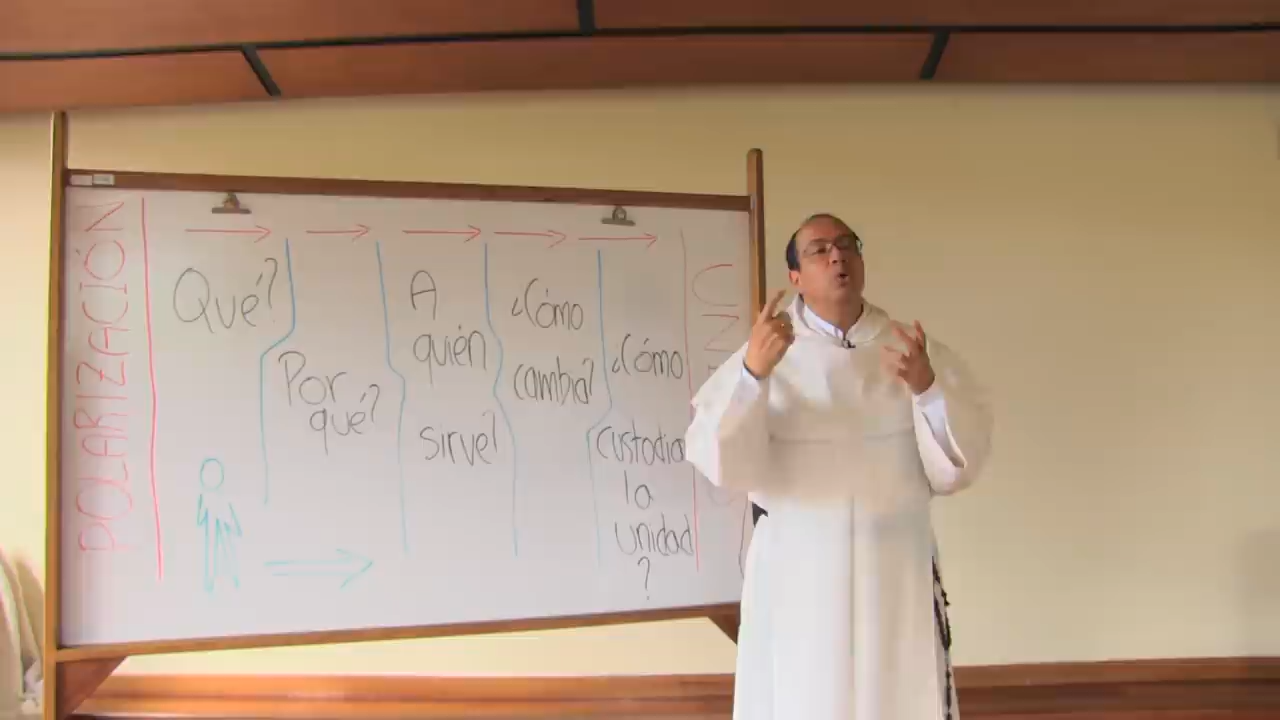 POLARIZACIÓN
Qué?
Por
qué?
A
quién
sirve?
¿Cómo
cambia?
¿Cómo
custodia
la
unidad
?